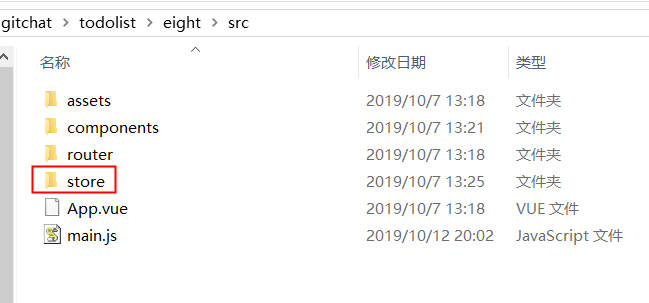 gitchat > todolist > eight > src
名称 修改日期 类型
assets 2019/10/7 13:18 文件夹
components 2019/10/7 13:21 文件夹
router 2019/10/7 13:18 文件夹
store 2019/10/7 13:25 文件夹
App.vue 2019/10/7 13:18 VUE 文件
main.js 2019/10/12 20:02 JavaScript 文件